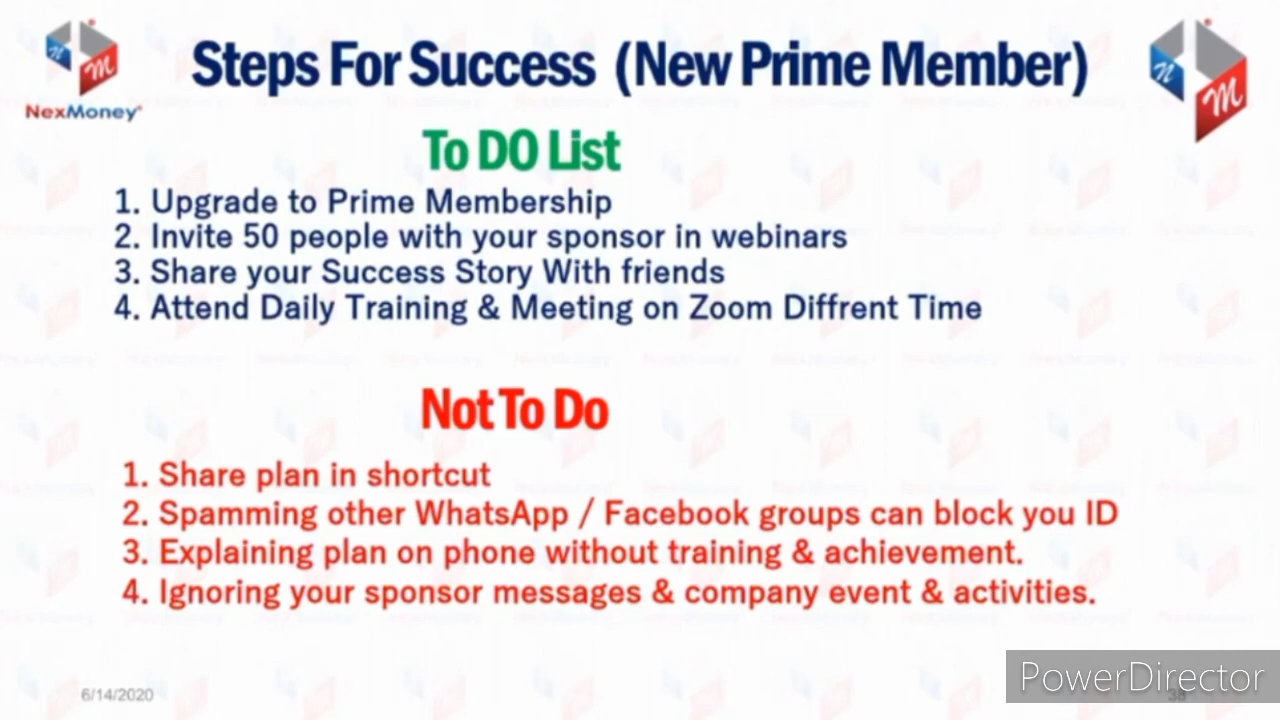 Steps For Success (New Prime Member)
NexMoney
To DO List
1. Upgrade to Prime Membership
2. Invite 50 people with your sponsor in webinars
3. Share your Success Story With friends
4. Attend Daily Training & Meeting on Zoom Diffrent Time
Not To Do
1. Share plan in shortcut
2. Spamming other WhatsApp / Facebook groups can block you ID
3. Explaining plan on phone without training & achievement.
4. Ignoring your sponsor messages & company event & activities.
PowerDirector
6/14/2020